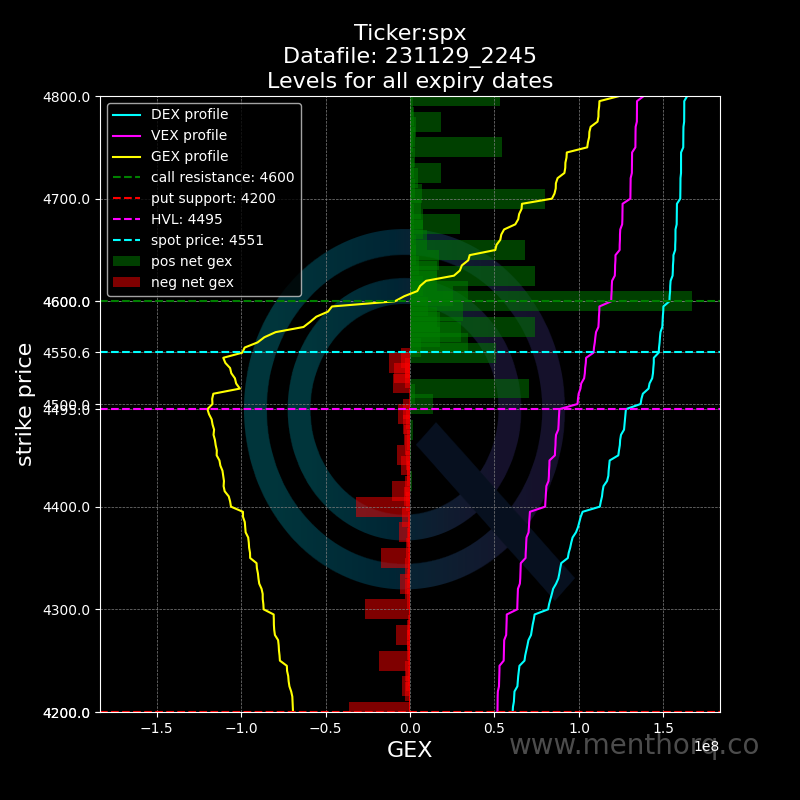 Ticker:spx
Datafile: 231129_2245
Levels for all expiry dates
DEX profile
VEX profile
GEX profile
call resistance: 4600
put support: 4200
HVL: 4495
spot price: 4551
pos net gex
neg net gex
4800.0
4700.0
4600.0
4550.6
4500.0
4495.0
4400.0
4300.0
4200.0
strike price
−1.5 −1.0 −0.5 0.0 0.5 1.0 1.5
1e8
GEX
www.menthorq.co